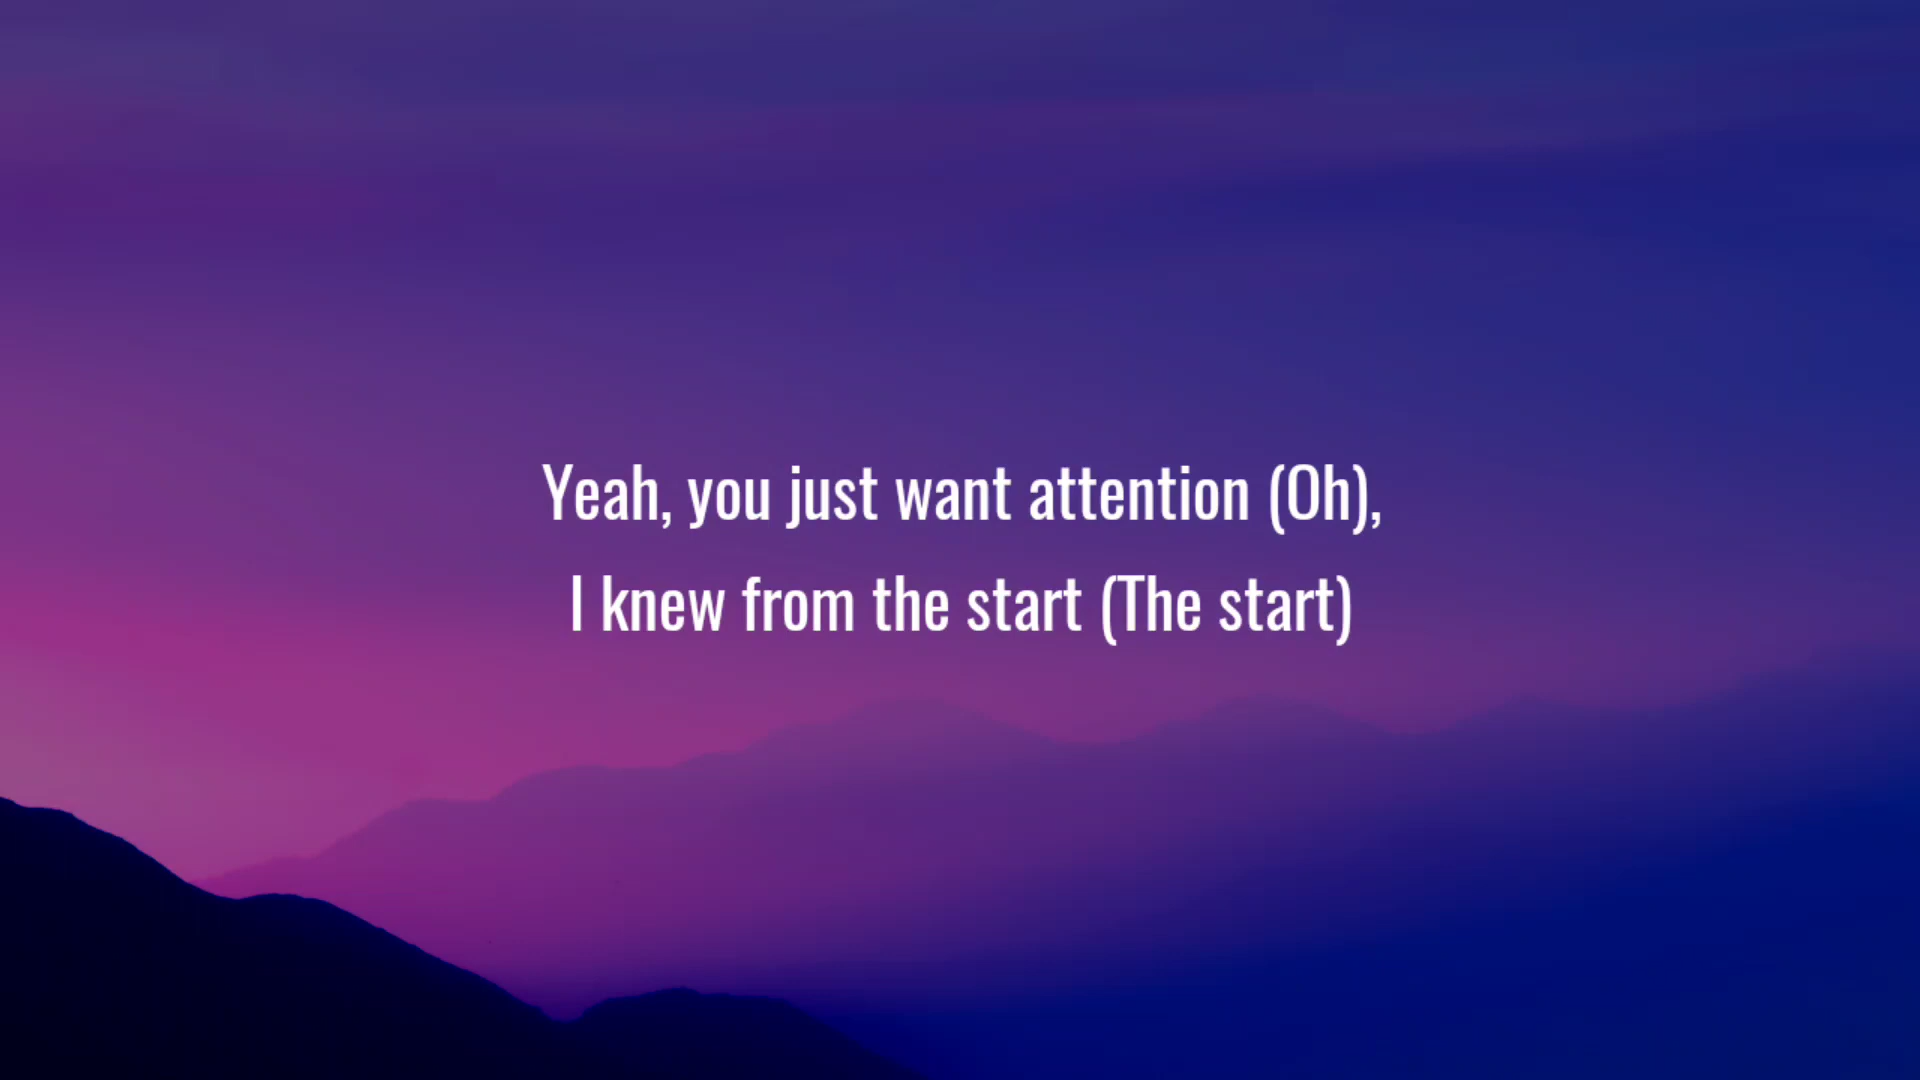 Yeah, you just want attention (Oh),
I knew from the start (The start)